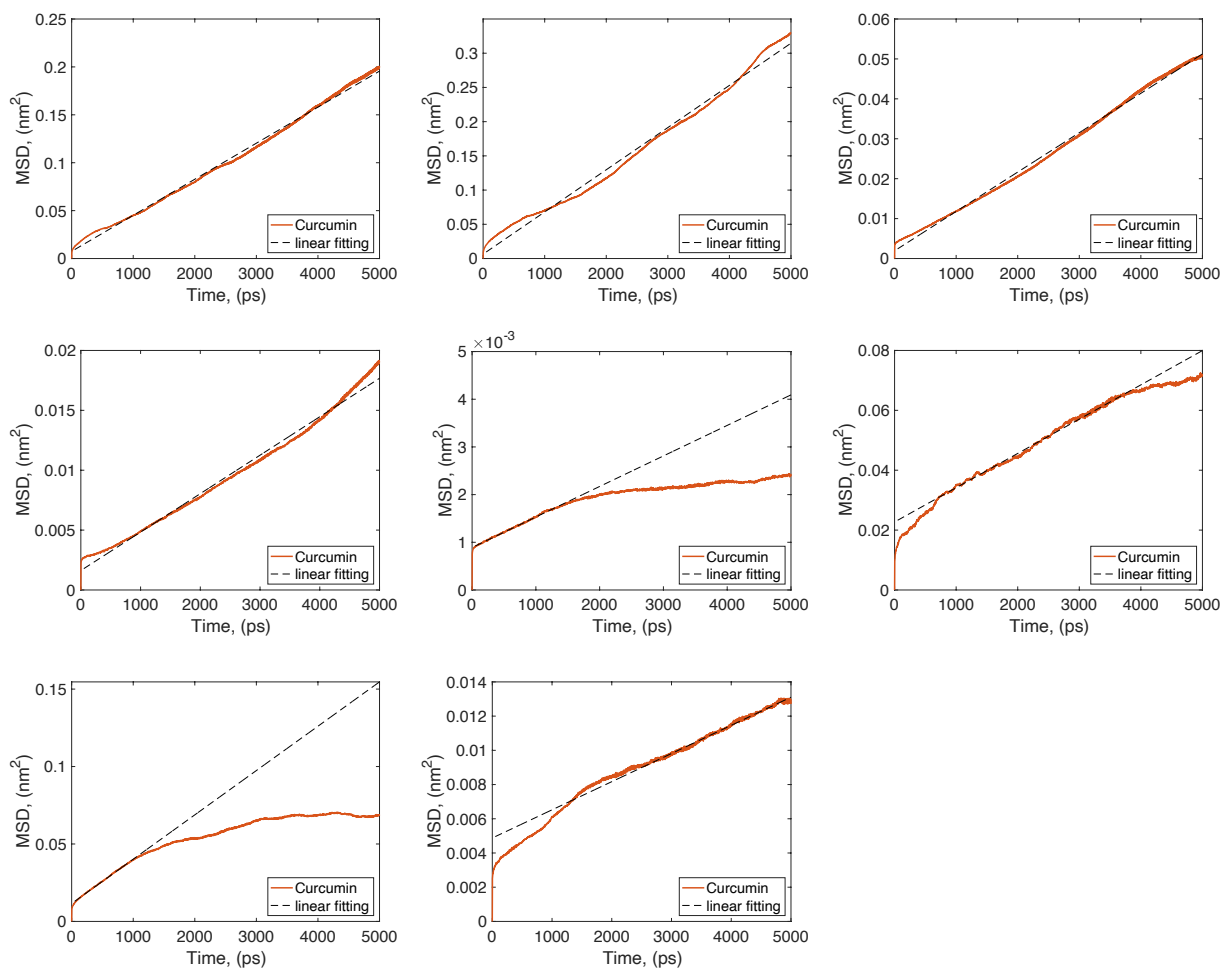 0.25
0.2
0.15
0.1
0.05
0
MSD, (nm²)
Curcumin
linear fitting
0 1000 2000 3000 4000 5000
Time, (ps)
0.3
0.25
0.2
0.15
0.1
0.05
0
MSD, (nm²)
Curcumin
linear fitting
0 1000 2000 3000 4000 5000
Time, (ps)
0.06
0.05
0.04
0.03
0.02
0.01
0
MSD, (nm²)
Curcumin
linear fitting
0 1000 2000 3000 4000 5000
Time, (ps)
0.02
0.015
0.01
0.005
0
MSD, (nm²)
Curcumin
linear fitting
0 1000 2000 3000 4000 5000
Time, (ps)
×10⁻³
5
4
3
2
1
0
MSD, (nm²)
Curcumin
linear fitting
0 1000 2000 3000 4000 5000
Time, (ps)
0.08
0.06
0.04
0.02
0
MSD, (nm²)
Curcumin
linear fitting
0 1000 2000 3000 4000 5000
Time, (ps)
0.15
0.1
0.05
0
MSD, (nm²)
Curcumin
linear fitting
0 1000 2000 3000 4000 5000
Time, (ps)
0.014
0.012
0.01
0.008
0.006
0.004
0.002
0
MSD, (nm²)
Curcumin
linear fitting
0 1000 2000 3000 4000 5000
Time, (ps)